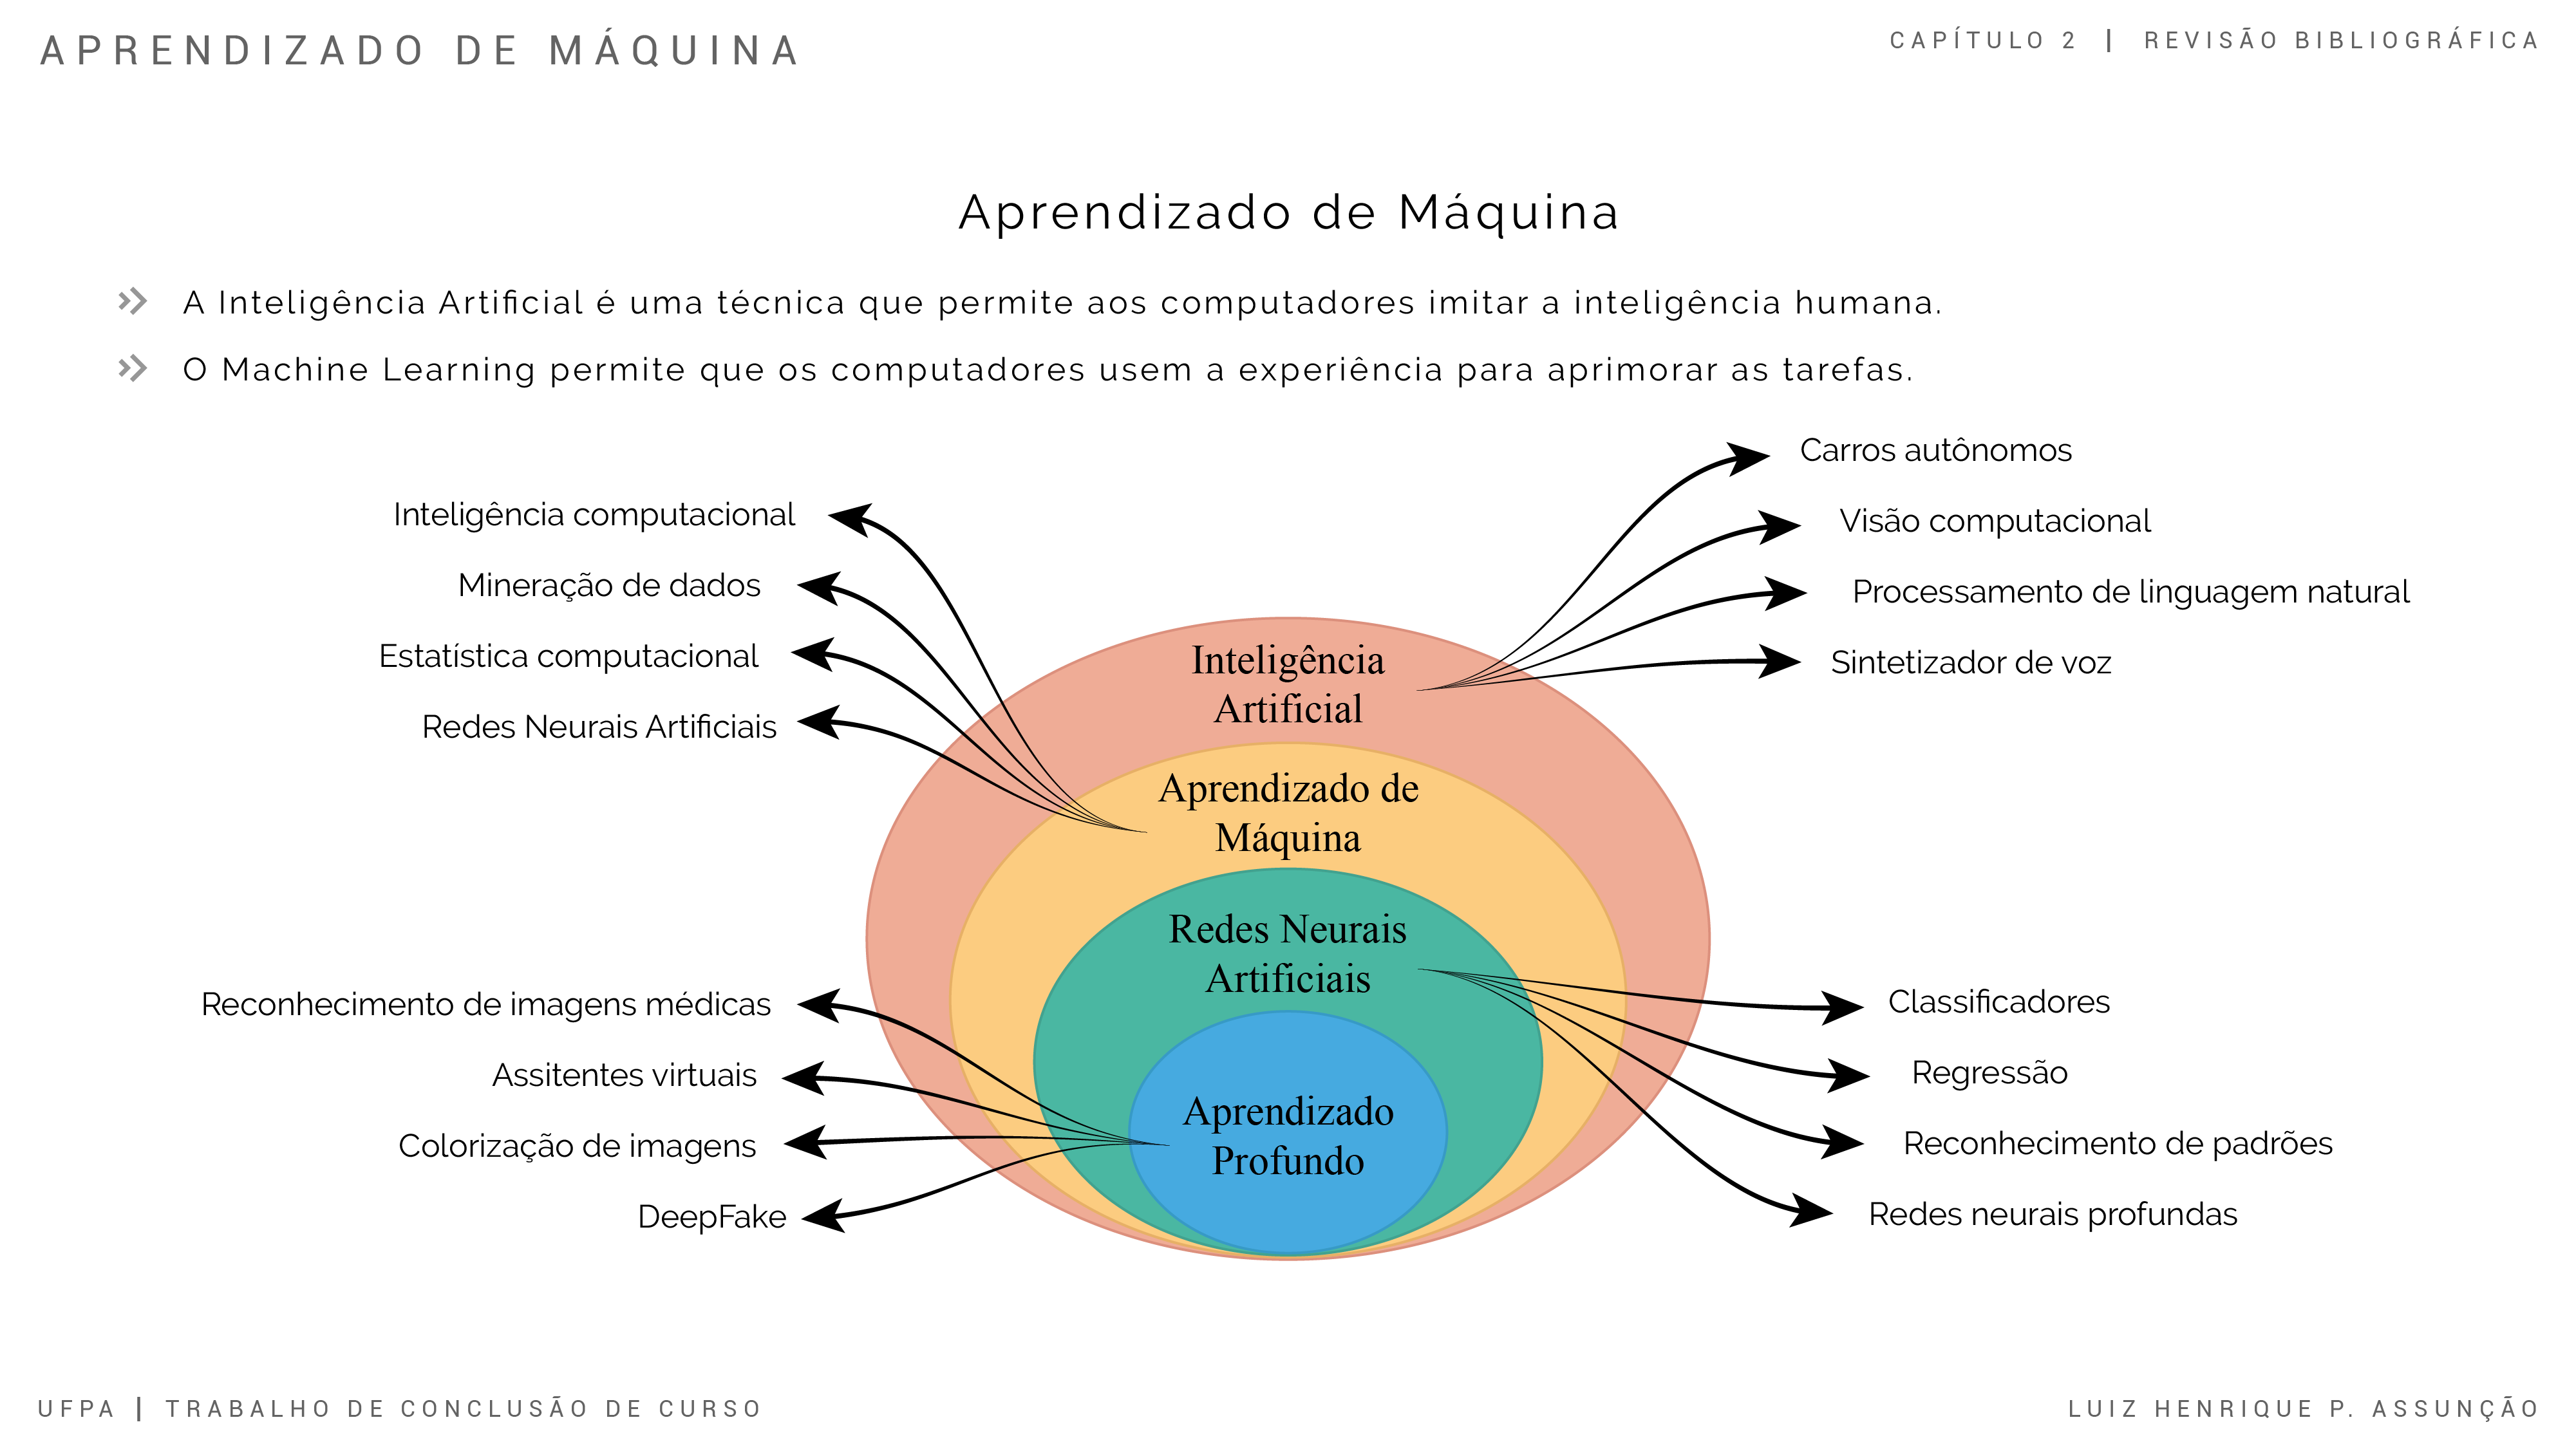 APRENDIZADO DE MÁQUINA
CAPÍTULO 2 | REVISÃO BIBLIOGRÁFICA
Aprendizado de Máquina
A Inteligência Artificial é uma técnica que permite aos computadores imitar a inteligência humana.
O Machine Learning permite que os computadores usem a experiência para aprimorar as tarefas.
Inteligência computacional
Mineração de dados
Estatística computacional
Redes Neurais Artificiais
Carros autônomos
Visão computacional
Processamento de linguagem natural
Sintetizador de voz
Inteligência
Artificial
Aprendizado de
Máquina
Redes Neurais
Artificiais
Aprendizado
Profundo
Reconhecimento de imagens médicas
Assitentes virtuais
Colorização de imagens
DeepFake
Classificadores
Regressão
Reconhecimento de padrões
Redes neurais profundas
UFPA | TRABALHO DE CONCLUSÃO DE CURSO
LUIZ HENRIQUE P. ASSUNÇÃO